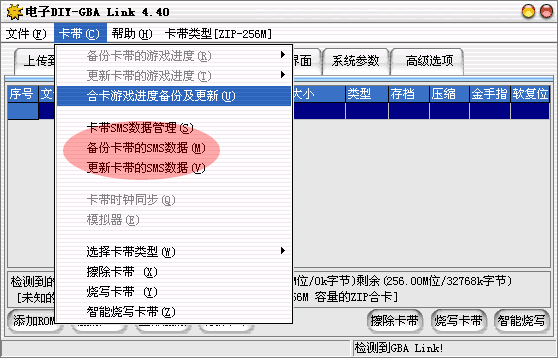 电子DIY-GBA Link 4.40
文件(F) 卡带(C) 帮助(H) 卡带类型[ZIP-256M]
上传到 界面 系统参数 高级选项
备份卡带的游戏进度(R)
更新卡带的游戏进度(T)
合卡游戏进度备份及更新(U)
序号 文 大小 类型 存档 压缩 金手指 软复位
卡带SMS数据管理(S)
备份卡带的SMS数据(M)
更新卡带的SMS数据(V)
卡带时钟同步(Q)
模拟器(E)
选择卡带类型(W)
擦除卡带 (X)
烧写卡带 (Y)
智能烧写卡带(Z)
检测到的 M位/0k字节)剩余(256.00M位/32768k字节)
[未知的 56M 容量的ZIP合卡]
添加ROM 擦除卡带 烧写卡带 智能烧写
检测到GBA Link!